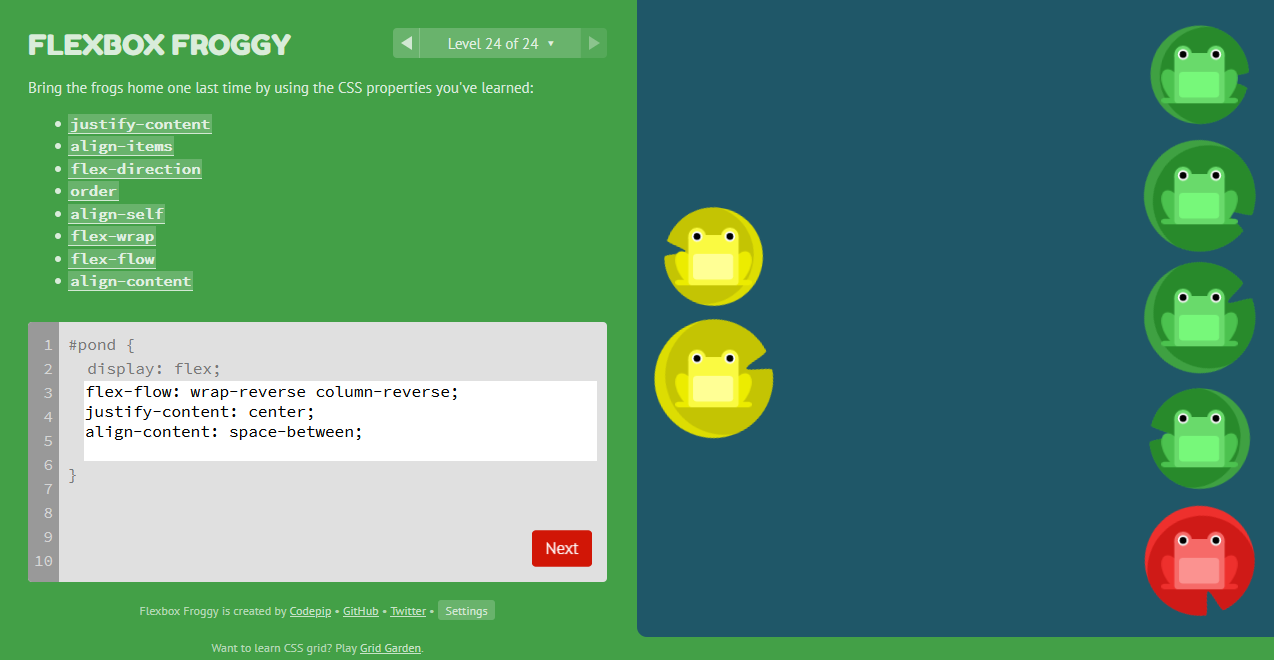 FLEXBOX FROGGY
Level 24 of 24
Bring the frogs home one last time by using the CSS properties you've learned:
justify-content
align-items
flex-direction
order
align-self
flex-wrap
flex-flow
align-content
1 #pond {
2 display: flex;
3 flex-flow: wrap-reverse column-reverse;
4 justify-content: center;
5 align-content: space-between;
6 }
7
8
9
10
Next
Flexbox Froggy is created by Codepip • GitHub • Twitter • Settings
Want to learn CSS grid? Play Grid Garden.